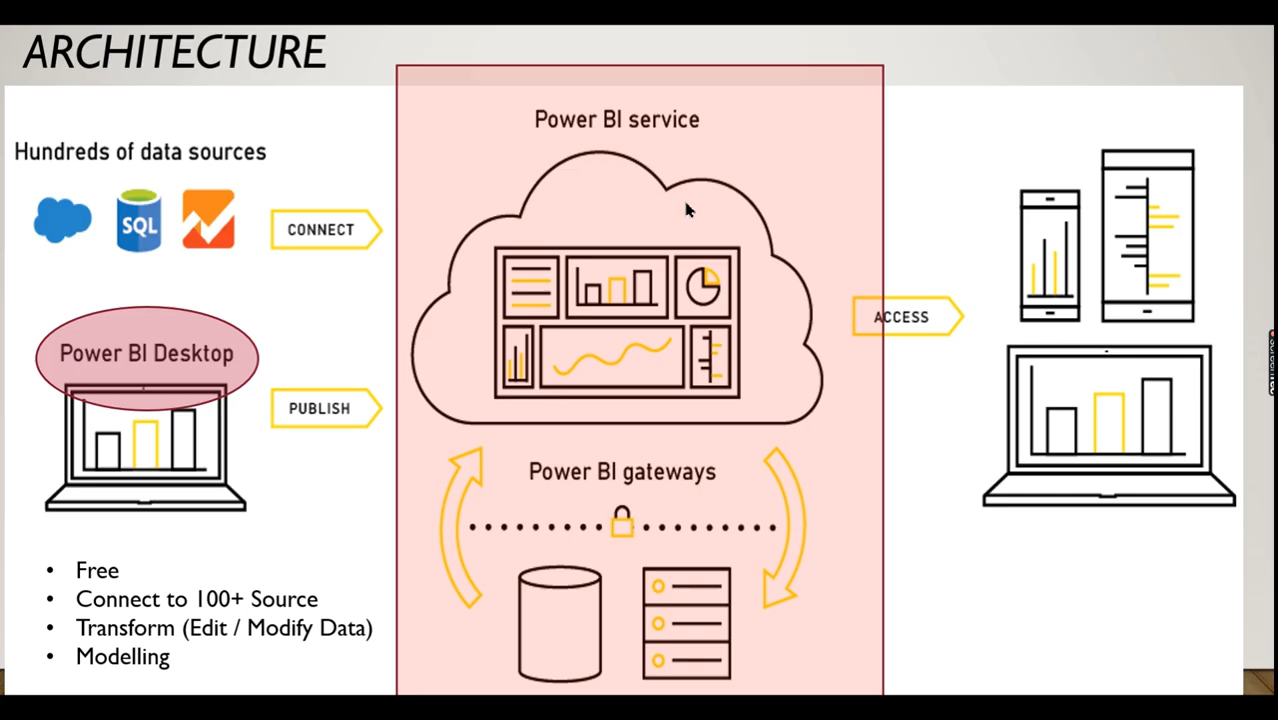 ARCHITECTURE
Hundreds of data sources
SQL
CONNECT
Power BI Desktop
PUBLISH
• Free
• Connect to 100+ Source
• Transform (Edit / Modify Data)
• Modelling
Power BI service
Power BI gateways
ACCESS